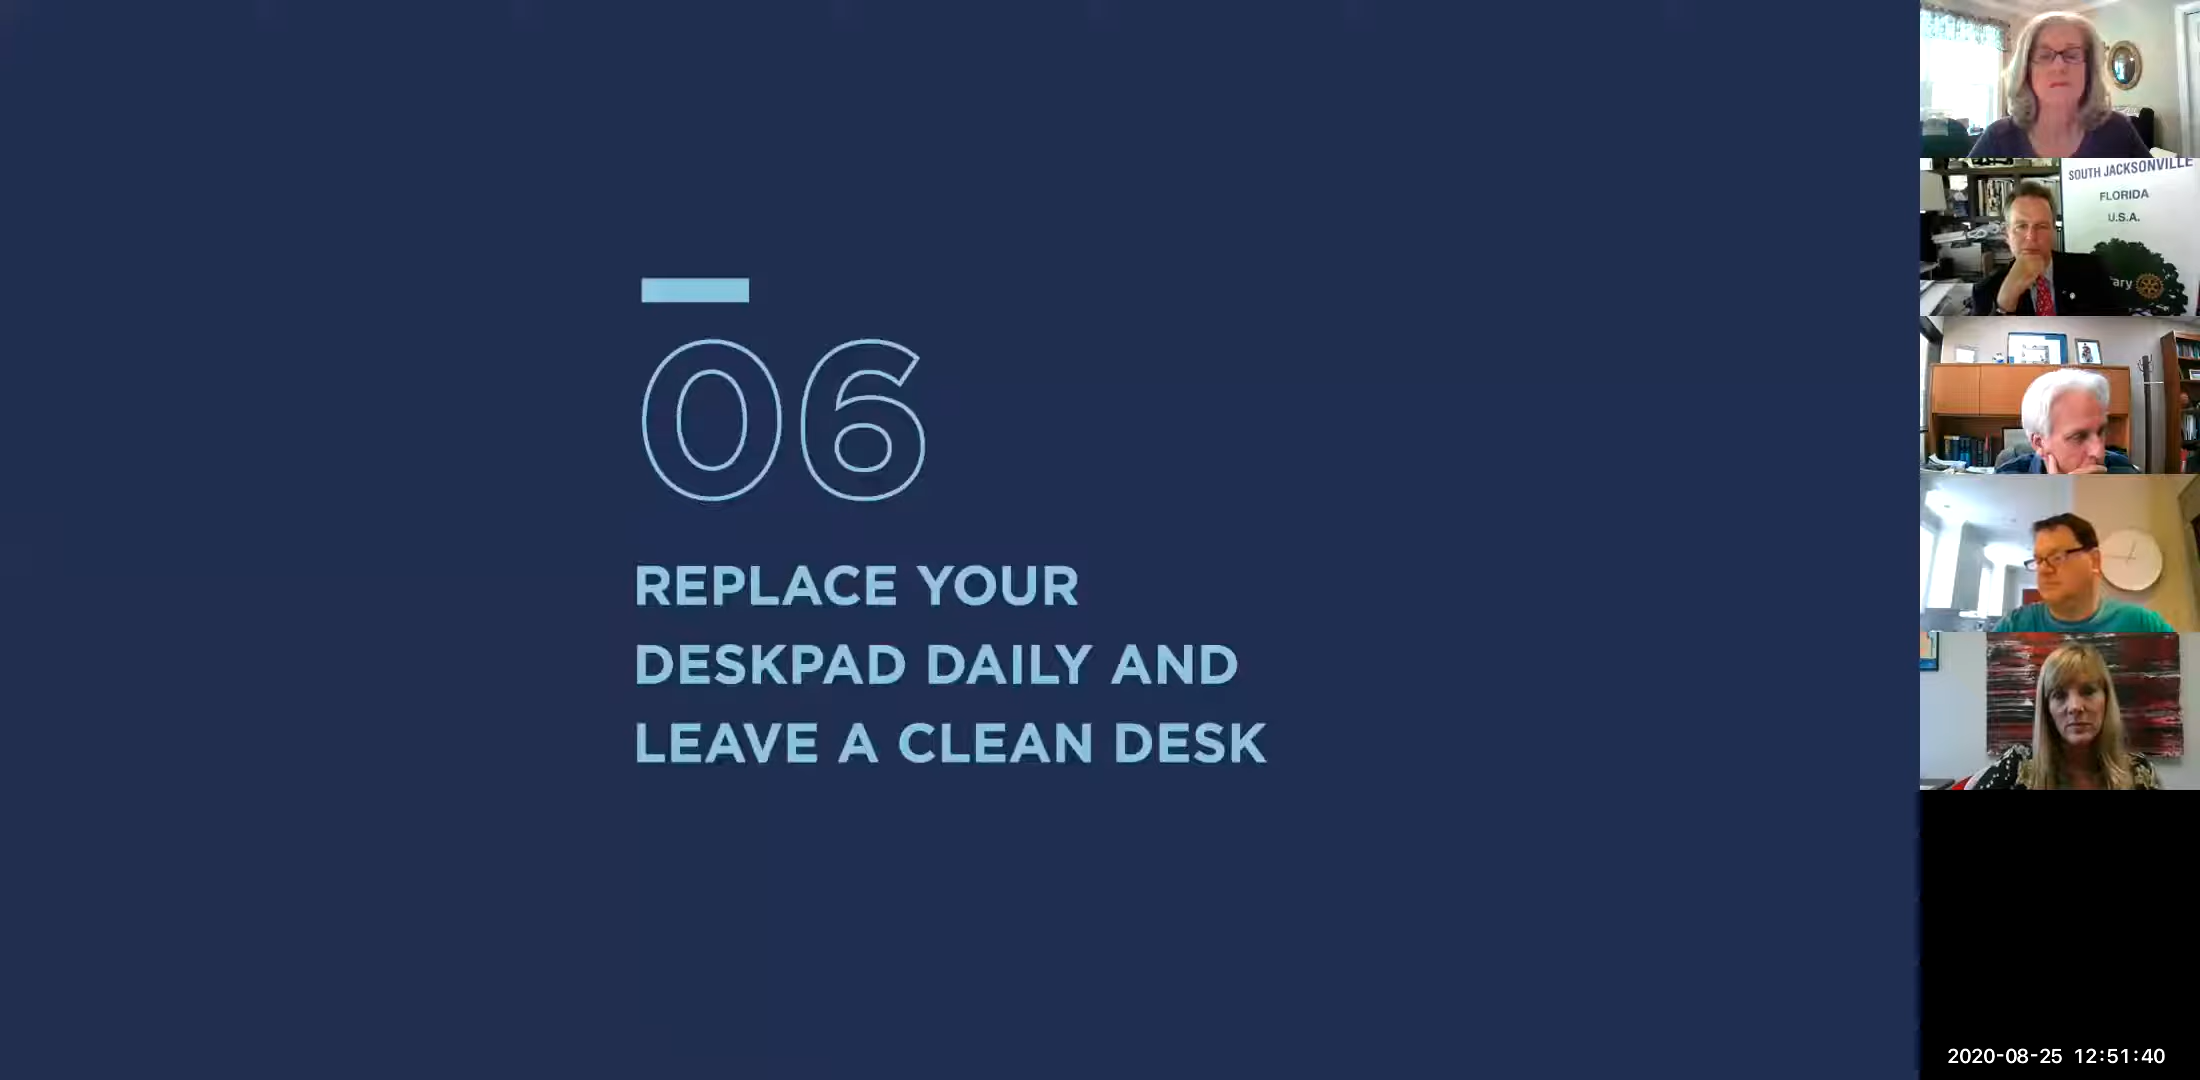 06
REPLACE YOUR
DESKPAD DAILY AND
LEAVE A CLEAN DESK
SOUTH JACKSONVILLE
FLORIDA
U.S.A.
2020-08-25 12:51:40